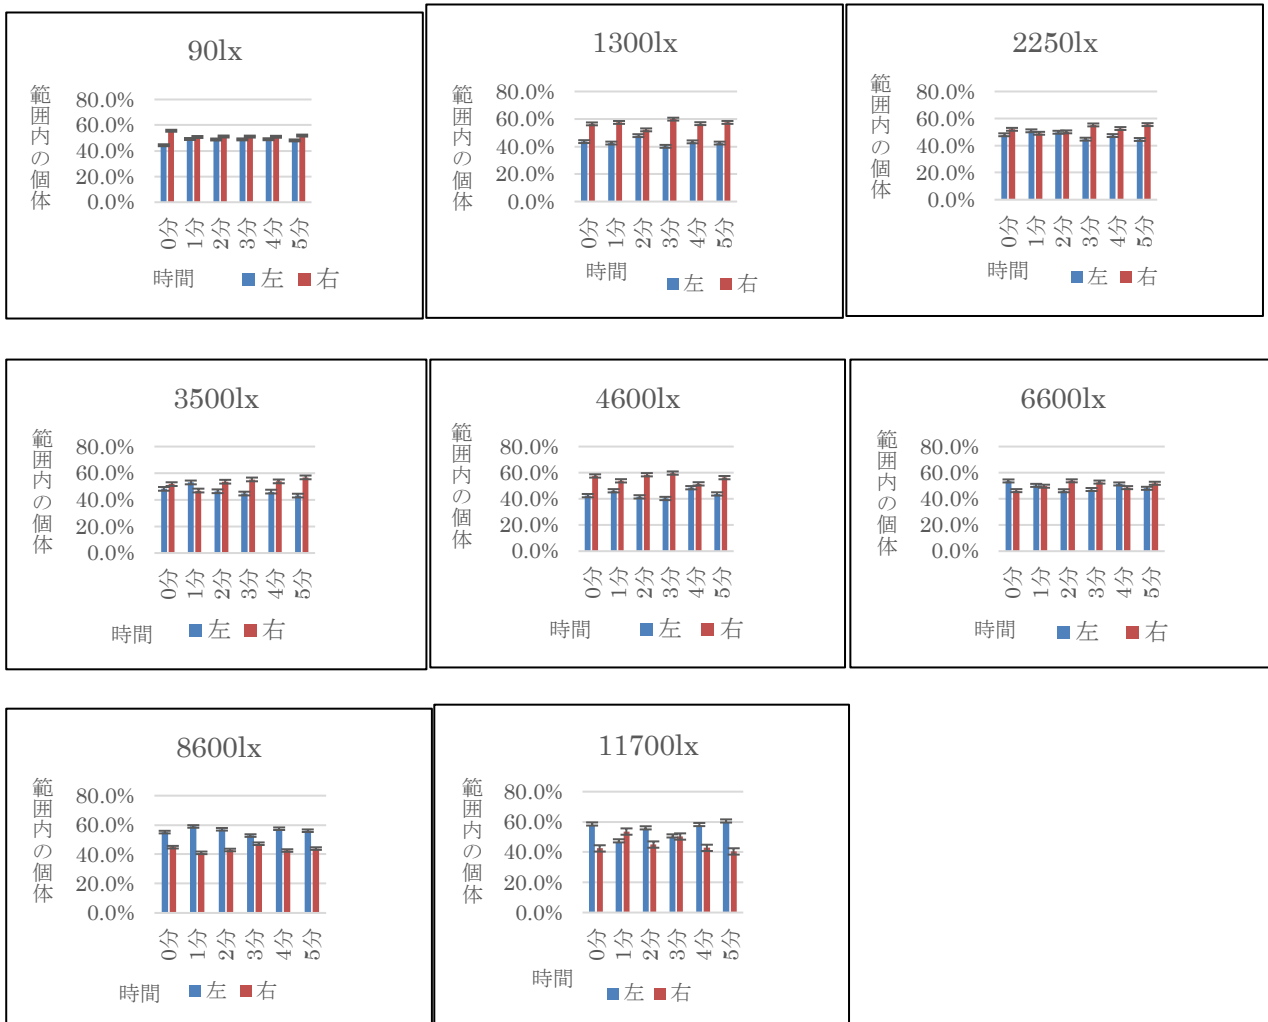 90lx
範囲内の個体
80.0%
60.0%
40.0%
20.0%
0.0%
0分 1分 2分 3分 4分 5分
時間 左 右
1300lx
範囲内の個体
80.0%
60.0%
40.0%
20.0%
0.0%
0分 1分 2分 3分 4分 5分
時間 左 右
2250lx
範囲内の個体
80.0%
60.0%
40.0%
20.0%
0.0%
0分 1分 2分 3分 4分 5分
時間 左 右
3500lx
範囲内の個体
80.0%
60.0%
40.0%
20.0%
0.0%
0分 1分 2分 3分 4分 5分
時間 左 右
4600lx
範囲内の個体
80.0%
60.0%
40.0%
20.0%
0.0%
0分 1分 2分 3分 4分 5分
時間 左 右
6600lx
範囲内の個体
80.0%
60.0%
40.0%
20.0%
0.0%
0分 1分 2分 3分 4分 5分
時間 左 右
8600lx
範囲内の個体
80.0%
60.0%
40.0%
20.0%
0.0%
0分 1分 2分 3分 4分 5分
時間 左 右
11700lx
範囲内の個体
80.0%
60.0%
40.0%
20.0%
0.0%
0分 1分 2分 3分 4分 5分
時間 左 右